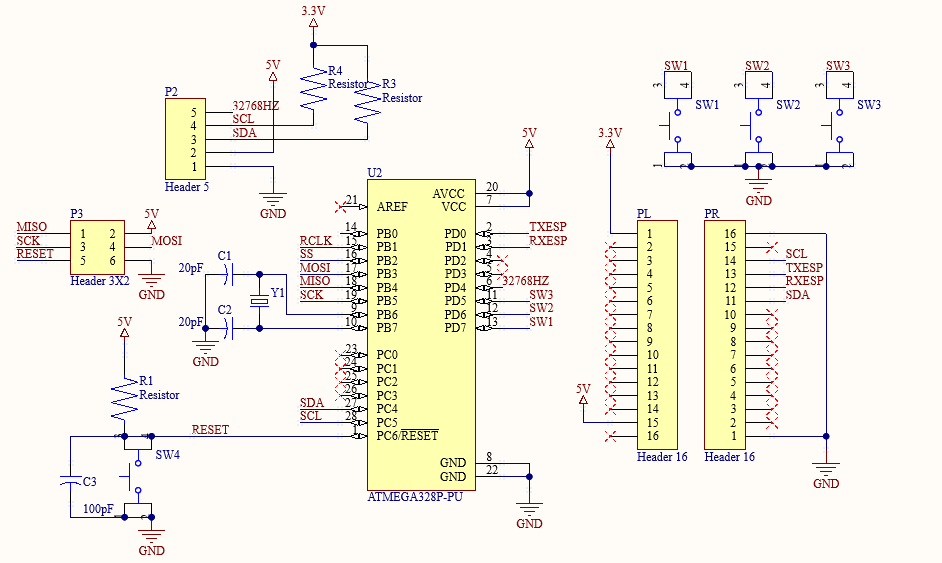 3.3V
5V
R4
Resistor
R3
Resistor
P2
5
4
3
2
1
32768HZ
SCL
SDA
Header 5
GND
P3
MISO
SCK
RESET
1 2
3 4
5 6
5V
MOSI
Header 3X2
GND
C1
20pF
C2
20pF
Y1
GND
5V
R1
Resistor
RESET
SW4
C3
100pF
GND
U2
21 AREF
14 PB0
RCLK 15 PB1
SS 16 PB2
MOSI 17 PB3
MISO 18 PB4
SCK 19 PB5
9 PB6
10 PB7
23 PC0
24 PC1
25 PC2
26 PC3
SDA 27 PC4
SCL 28 PC5
1 PC6/RESET
AVCC 20
VCC 7
5V
PD0 2 TXESP
PD1 3 RXESP
PD2 4
PD3 5
PD4 6 32768HZ
PD5 11 SW3
PD6 12 SW2
PD7 13 SW1
GND 8
GND 22
ATMEGA328P-PU
GND
SW1
3 4
SW1
1 2
SW2
3 4
SW2
SW3
3 4
SW3
GND
3.3V
PL
1
2
3
4
5
6
7
8
9
10
11
12
13
14
15
16
5V
Header 16
PR
16
15
14 SCL
13 TXESP
12 RXESP
11 SDA
10
9
8
7
6
5
4
3
2
1
Header 16
GND